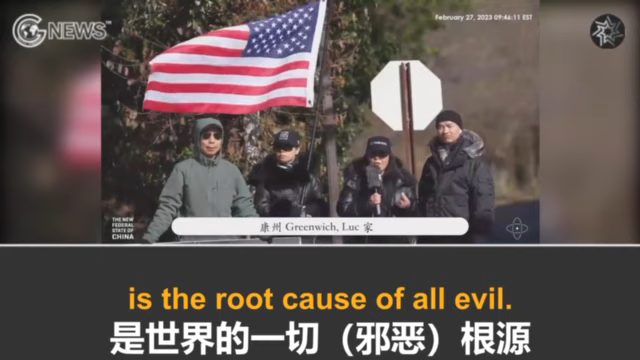 GNEWS™
February 27, 2023 09:46:11 EST
THE NEW
FEDERAL
STATE OF
CHINA
康州 Greenwich, Luc 家
is the root cause of all evil.
是世界的一切（邪恶）根源